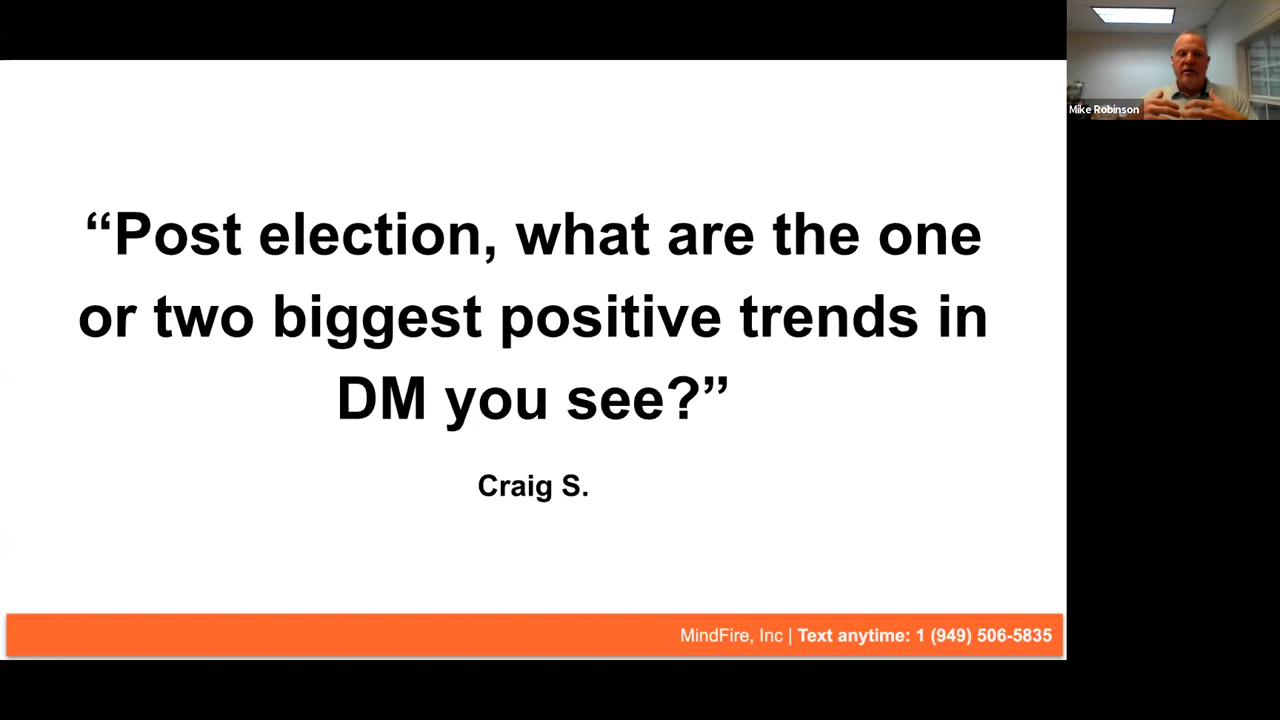 “Post election, what are the one
or two biggest positive trends in
DM you see?”
Craig S.
MindFire, Inc | Text anytime: 1 (949) 506-5835
Mike Robinson